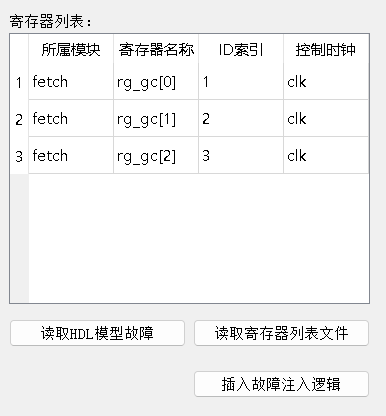 寄存器列表：
所属模块 寄存器名称 ID索引 控制时钟
1 fetch rg_gc[0] 1 clk
2 fetch rg_gc[1] 2 clk
3 fetch rg_gc[2] 3 clk
读取HDL模型故障 读取寄存器列表文件
插入故障注入逻辑